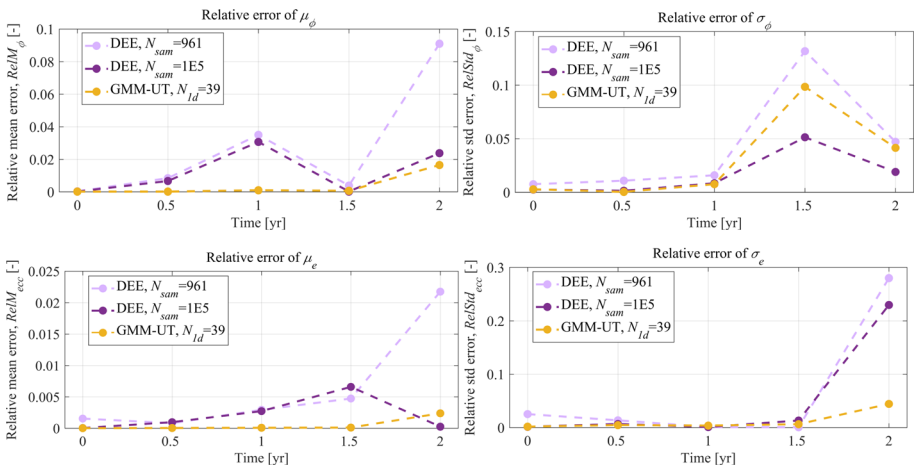 Relative error of μ_ϕ
Relative mean error, RelM_ϕ [-]
0.1
0.08
0.06
0.04
0.02
0
DEE, N_sam=961
DEE, N_sam=1E5
GMM-UT, N_1d=39
0 0.5 1 1.5 2
Time [yr]
Relative error of σ_ϕ
Relative std error, RelStd_ϕ [-]
0.15
0.1
0.05
0
DEE, N_sam=961
DEE, N_sam=1E5
GMM-UT, N_1d=39
0 0.5 1 1.5 2
Time [yr]
Relative error of μ_e
Relative mean error, RelM_ecc [-]
0.025
0.02
0.015
0.01
0.005
0
DEE, N_sam=961
DEE, N_sam=1E5
GMM-UT, N_1d=39
0 0.5 1 1.5 2
Time [yr]
Relative error of σ_e
Relative std error, RelStd_ecc [-]
0.3
0.2
0.1
0
DEE, N_sam=961
DEE, N_sam=1E5
GMM-UT, N_1d=39
0 0.5 1 1.5 2
Time [yr]